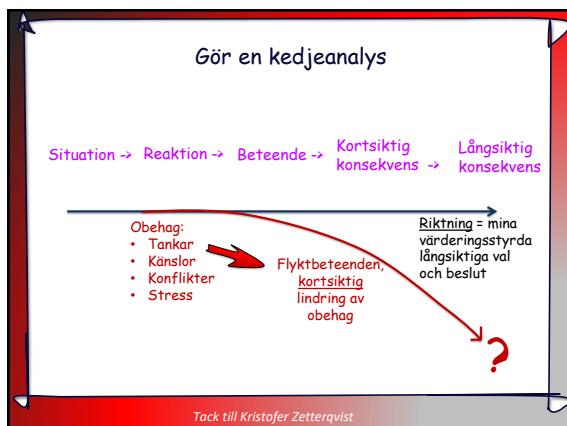 Gör en kedjeanalys
Situation -> Reaktion -> Beteende -> Kortsiktig konsekvens -> Långsiktig konsekvens
Obehag:
• Tankar
• Känslor
• Konflikter
• Stress
Flyktbeteenden,
kortsiktig
lindring av
obehag
Riktning = mina
värderingsstyrda
långsiktiga val
och beslut
?
Tack till Kristofer Zetterqvist